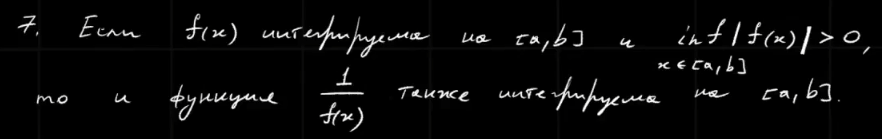 7. Если f(x) интегрируема на [a,b] и inf |f(x)| > 0,
x ∈ [a,b]
то и функция 1/f(x) также интегрируема на [a,b].